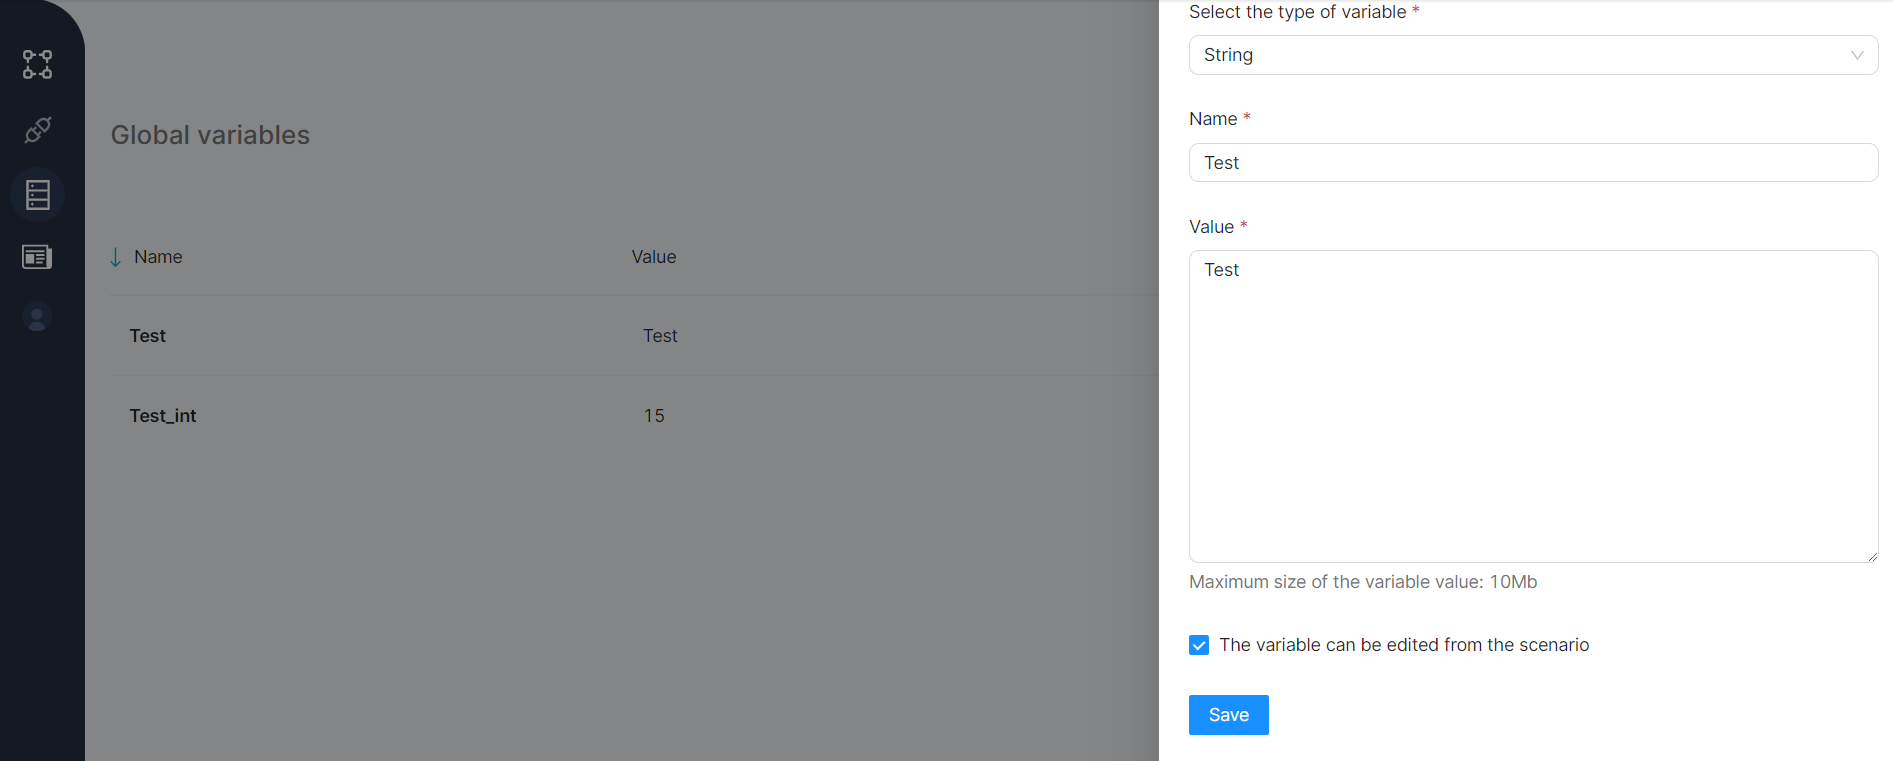 Global variables
Name Value
Test Test
Test_int 15
Select the type of variable *
String
Name *
Test
Value *
Test
Maximum size of the variable value: 10Mb
The variable can be edited from the scenario
Save